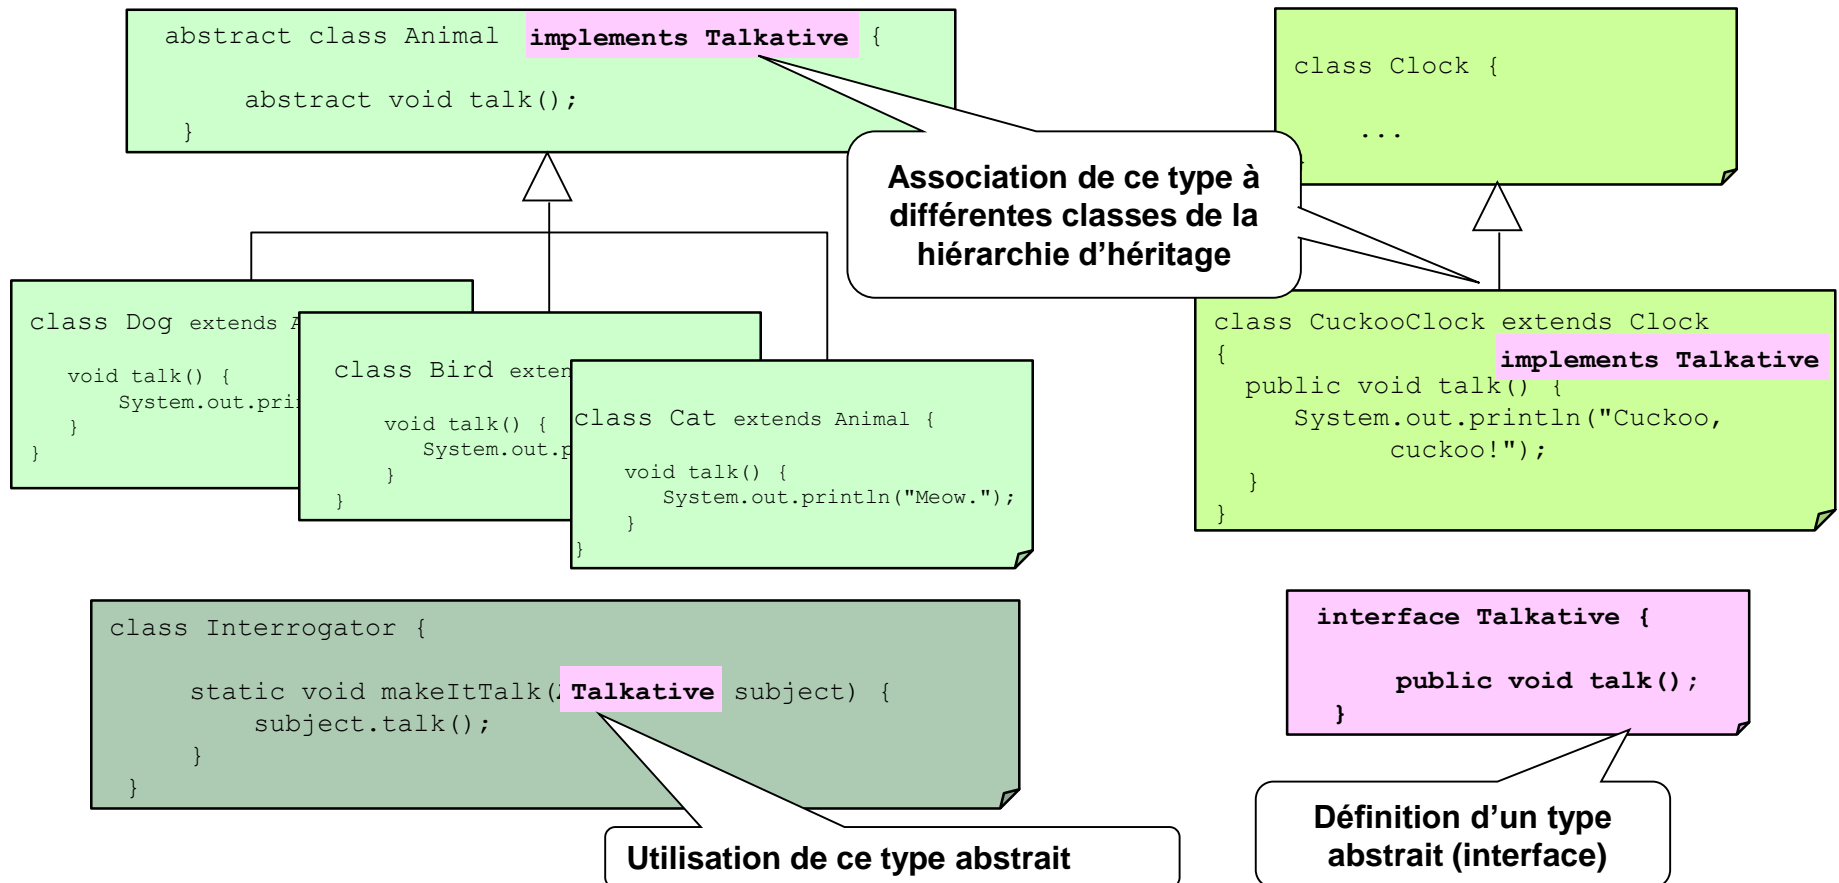 abstract class Animal implements Talkative {
abstract void talk();
}
class Clock {
...
Association de ce type à
différentes classes de la
hiérarchie d'héritage
class Dog extends
void talk() {
System.out.pri
}
}
class Bird exten
void talk() {
System.out.p
}
}
class Cat extends Animal {
void talk() {
System.out.println("Meow.");
}
}
class CuckooClock extends Clock
{
implements Talkative
public void talk() {
System.out.println("Cuckoo,
cuckoo!");
}
}
class Interrogator {
static void makeItTalk( Talkative subject) {
subject.talk();
}
}
interface Talkative {
public void talk();
}
Utilisation de ce type abstrait
Définition d'un type
abstrait (interface)